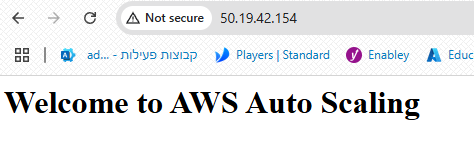 Not secure 50.19.42.154
ad... - קבוצות פעילות Players | Standard Enabley Educ
Welcome to AWS Auto Scaling